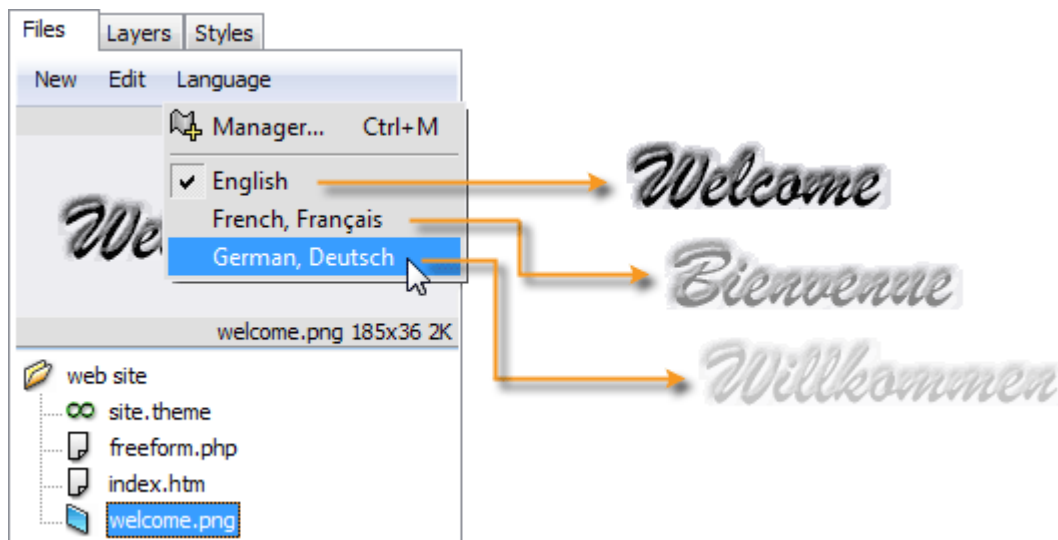 Files Layers Styles
New Edit Language
Manager... Ctrl+M
English
French, Français
German, Deutsch
welcome.png 185x36 2K
web site
site.theme
freeform.php
index.htm
welcome.png
Welcome
Bienvenue
Willkommen